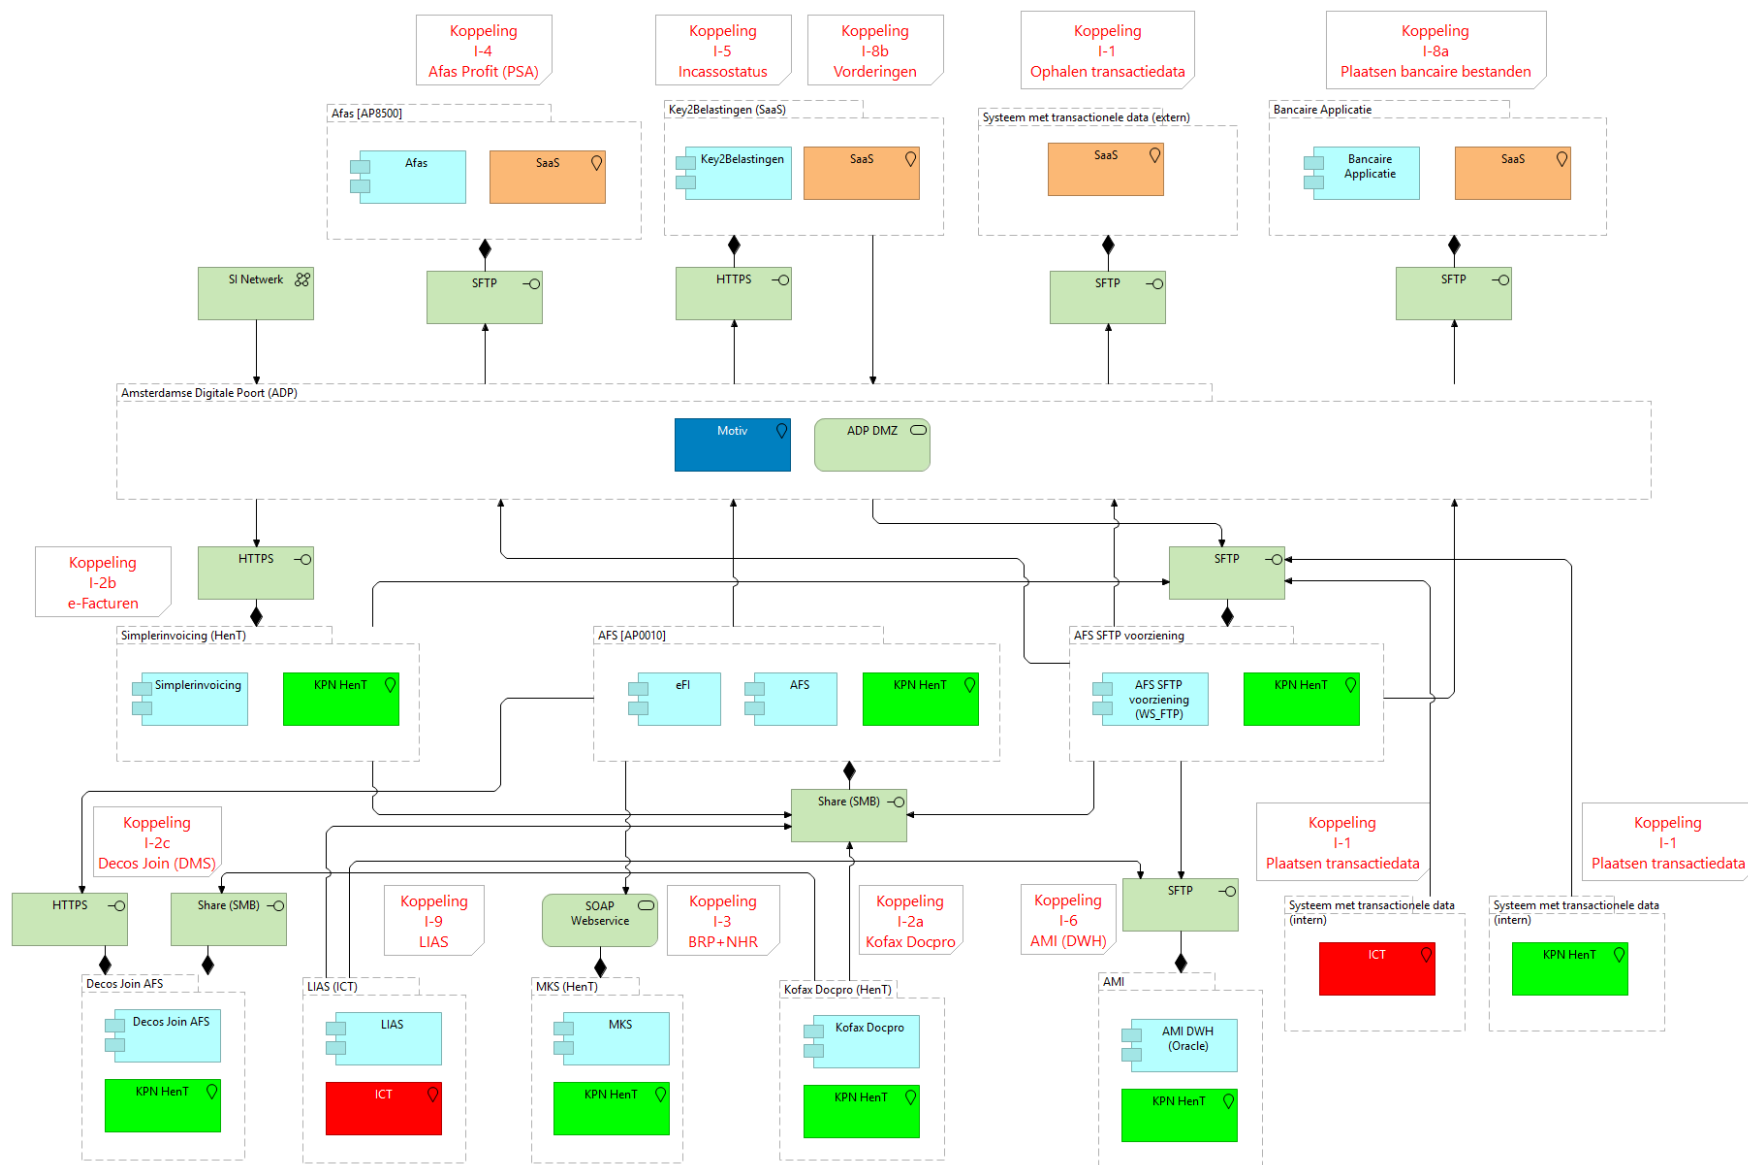 Koppeling
I-4
Afas Profit (PSA)
Koppeling
I-5
Incassostatus
Koppeling
I-8b
Vorderingen
Koppeling
I-1
Ophalen transactiedata
Koppeling
I-8a
Plaatsen bancaire bestanden
Afas [AP8500]
Afas
SaaS
Key2Belastingen (SaaS)
Key2Belastingen
SaaS
Systeem met transactionele data (extern)
SaaS
Bancaire Applicatie
Bancaire
Applicatie
SaaS
SI Netwerk
SFTP
HTTPS
SFTP
SFTP
Amsterdamse Digitale Poort (ADP)
Motiv
ADP DMZ
Koppeling
I-2b
e-Facturen
HTTPS
SFTP
Simplerinvoicing (HenT)
Simplerinvoicing
KPN HenT
AFS [AP0010]
eFI
AFS
KPN HenT
AFS SFTP voorziening
AFS SFTP
voorziening
(WS_FTP)
KPN HenT
Share (SMB)
Koppeling
I-2c
Decos Join (DMS)
Koppeling
I-1
Plaatsen transactiedata
Koppeling
I-1
Plaatsen transactiedata
HTTPS
Share (SMB)
Koppeling
I-9
LIAS
SOAP
Webservice
Koppeling
I-3
BRP+NHR
Koppeling
I-2a
Kofax Docpro
Koppeling
I-6
AMI (DWH)
SFTP
Systeem met transactionele data
(intern)
ICT
Systeem met transactionele data
(intern)
KPN HenT
Decos Join AFS
Decos Join AFS
KPN HenT
LIAS (ICT)
LIAS
ICT
MKS (HenT)
MKS
KPN HenT
Kofax Docpro (HenT)
Kofax Docpro
KPN HenT
AMI
AMI DWH
(Oracle)
KPN HenT